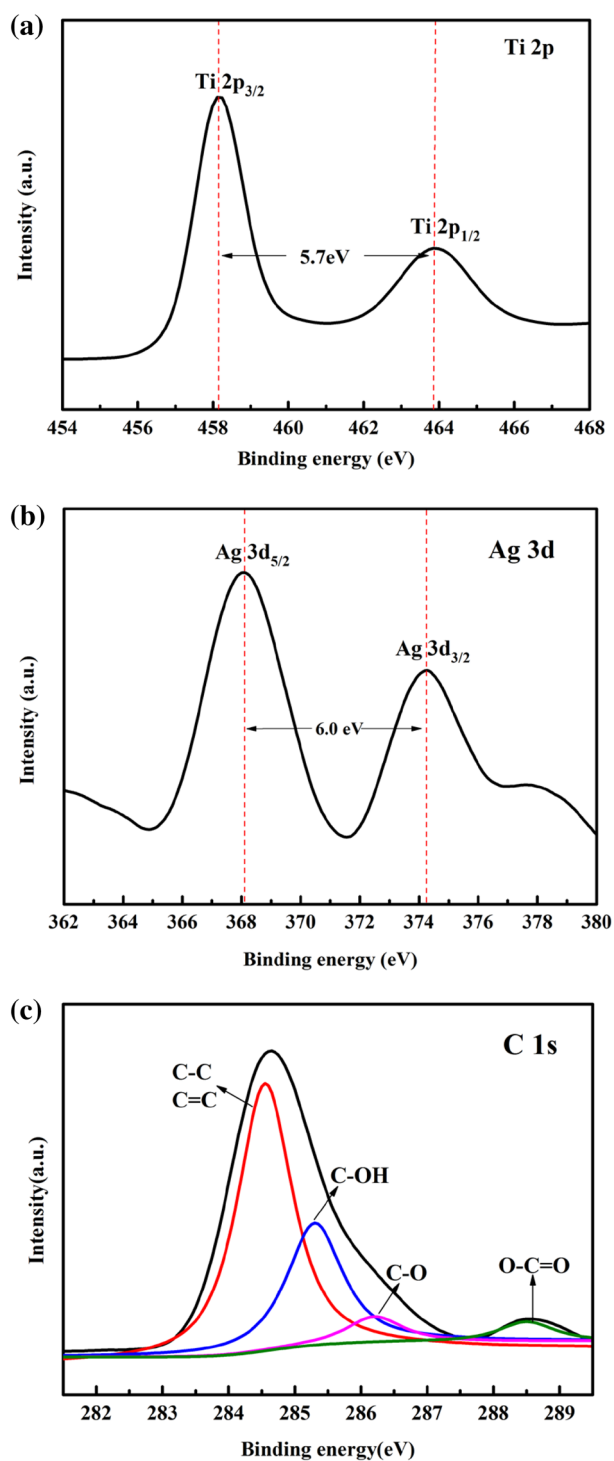 (a)
Ti 2p
Ti 2p3/2
Ti 2p1/2
5.7eV
Intensity (a.u.)
454 456 458 460 462 464 466 468
Binding energy (eV)
(b)
Ag 3d
Ag 3d5/2
Ag 3d3/2
6.0 eV
Intensity (a.u.)
362 364 366 368 370 372 374 376 378 380
Binding energy (eV)
(c)
C 1s
C-C
C=C
C-OH
C-O
O-C=O
Intensity(a.u.)
282 283 284 285 286 287 288 289
Binding energy(eV)